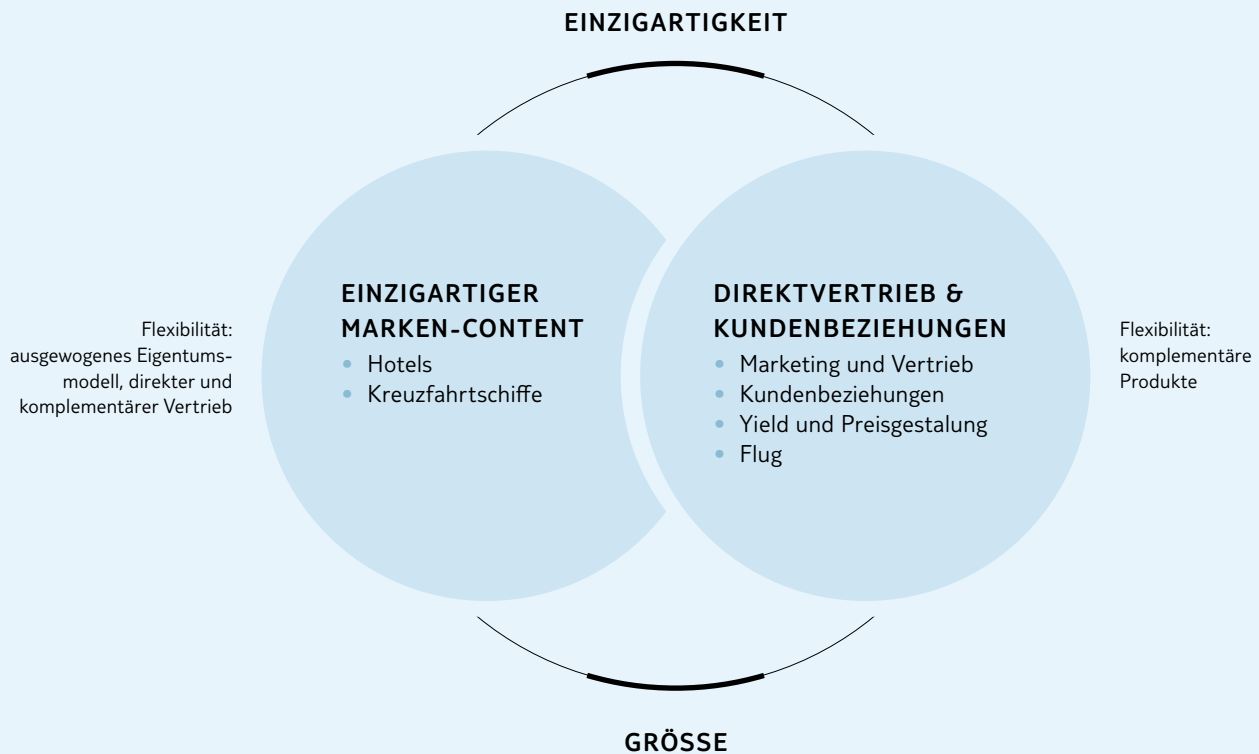 EINZIGARTIGKEIT
Flexibilität:
ausgewogenes Eigentums-
modell, direkter und
komplementärer Vertrieb
EINZIGARTIGER
MARKEN-CONTENT
• Hotels
• Kreuzfahrtschiffe
DIREKTVERTRIEB &
KUNDENBEZIEHUNGEN
• Marketing und Vertrieb
• Kundenbeziehungen
• Yield und Preisgestalung
• Flug
Flexibilität:
komplementäre
Produkte
GRÖSSE